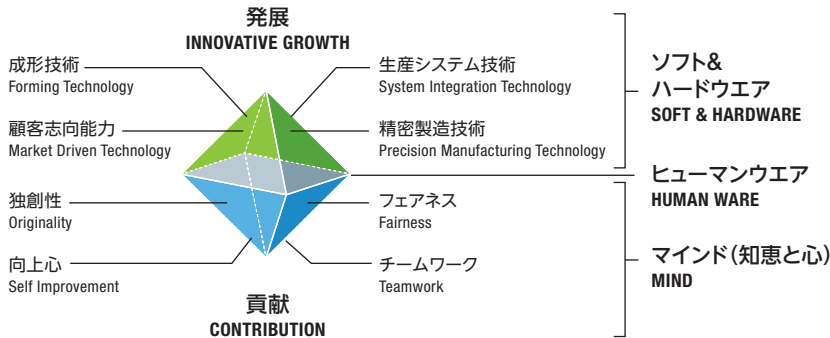 発展
INNOVATIVE GROWTH
成形技術
Forming Technology
生産システム技術
System Integration Technology
顧客志向能力
Market Driven Technology
精密製造技術
Precision Manufacturing Technology
ソフト&
ハードウエア
SOFT & HARDWARE
ヒューマンウエア
HUMAN WARE
独創性
Originality
フェアネス
Fairness
向上心
Self Improvement
チームワーク
Teamwork
マインド(知恵と心)
MIND
貢献
CONTRIBUTION